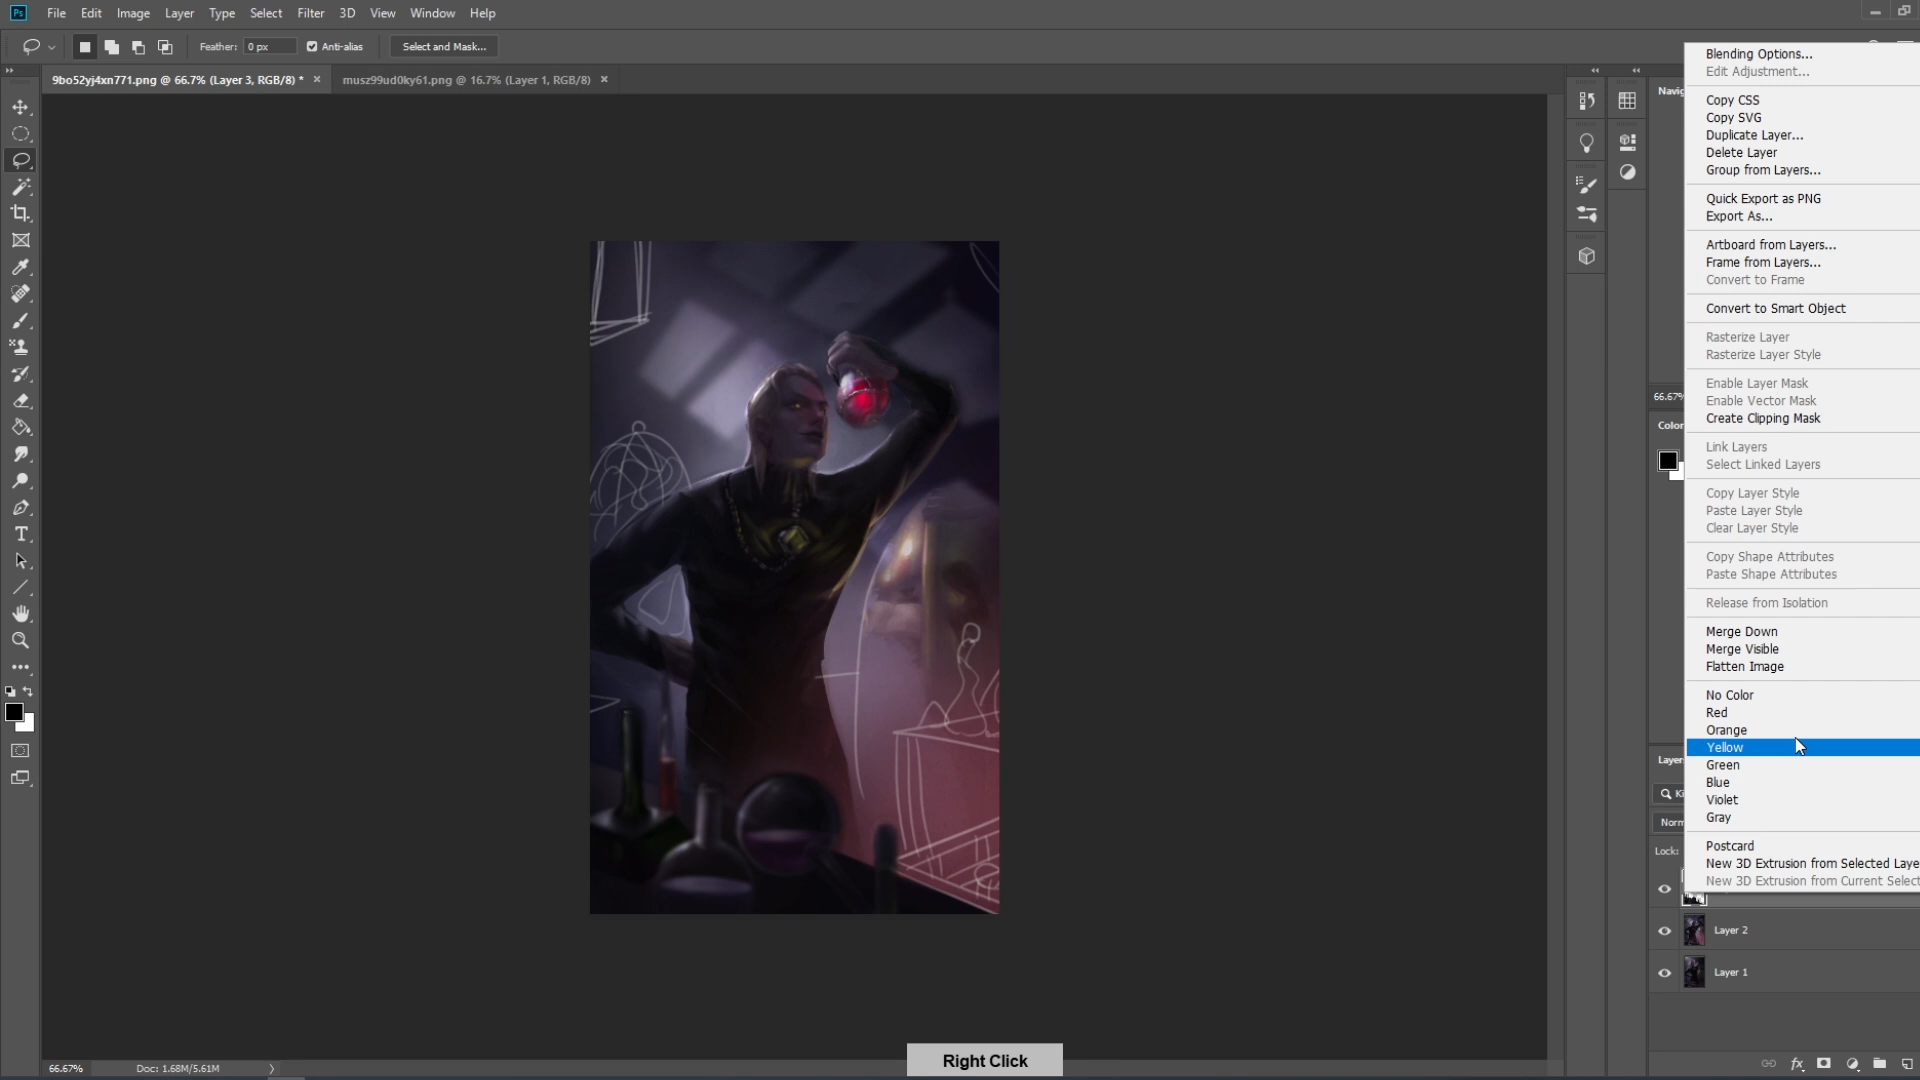 Ps File Edit Image Layer Type Select Filter 3D View Window Help
Feather: 0 px Anti-alias Select and Mask...
9bo52yj4xn771.png @ 66.7% (Layer 3, RGB/8) * × musz99ud0ky61.png @ 16.7% (Layer 1, RGB/8) ×
Navig
66.67%
Color
Layers
Ki
Norm
Lock:
Blending Options...
Edit Adjustment...
Copy CSS
Copy SVG
Duplicate Layer...
Delete Layer
Group from Layers...
Quick Export as PNG
Export As...
Artboard from Layers...
Frame from Layers...
Convert to Frame
Convert to Smart Object
Rasterize Layer
Rasterize Layer Style
Enable Layer Mask
Enable Vector Mask
Create Clipping Mask
Link Layers
Select Linked Layers
Copy Layer Style
Paste Layer Style
Clear Layer Style
Copy Shape Attributes
Paste Shape Attributes
Release from Isolation
Merge Down
Merge Visible
Flatten Image
No Color
Red
Orange
Yellow
Green
Blue
Violet
Gray
Postcard
New 3D Extrusion from Selected Laye
New 3D Extrusion from Current Select
Layer 2
Layer 1
fx
66.67% Doc: 1.68M/5.61M
Right Click